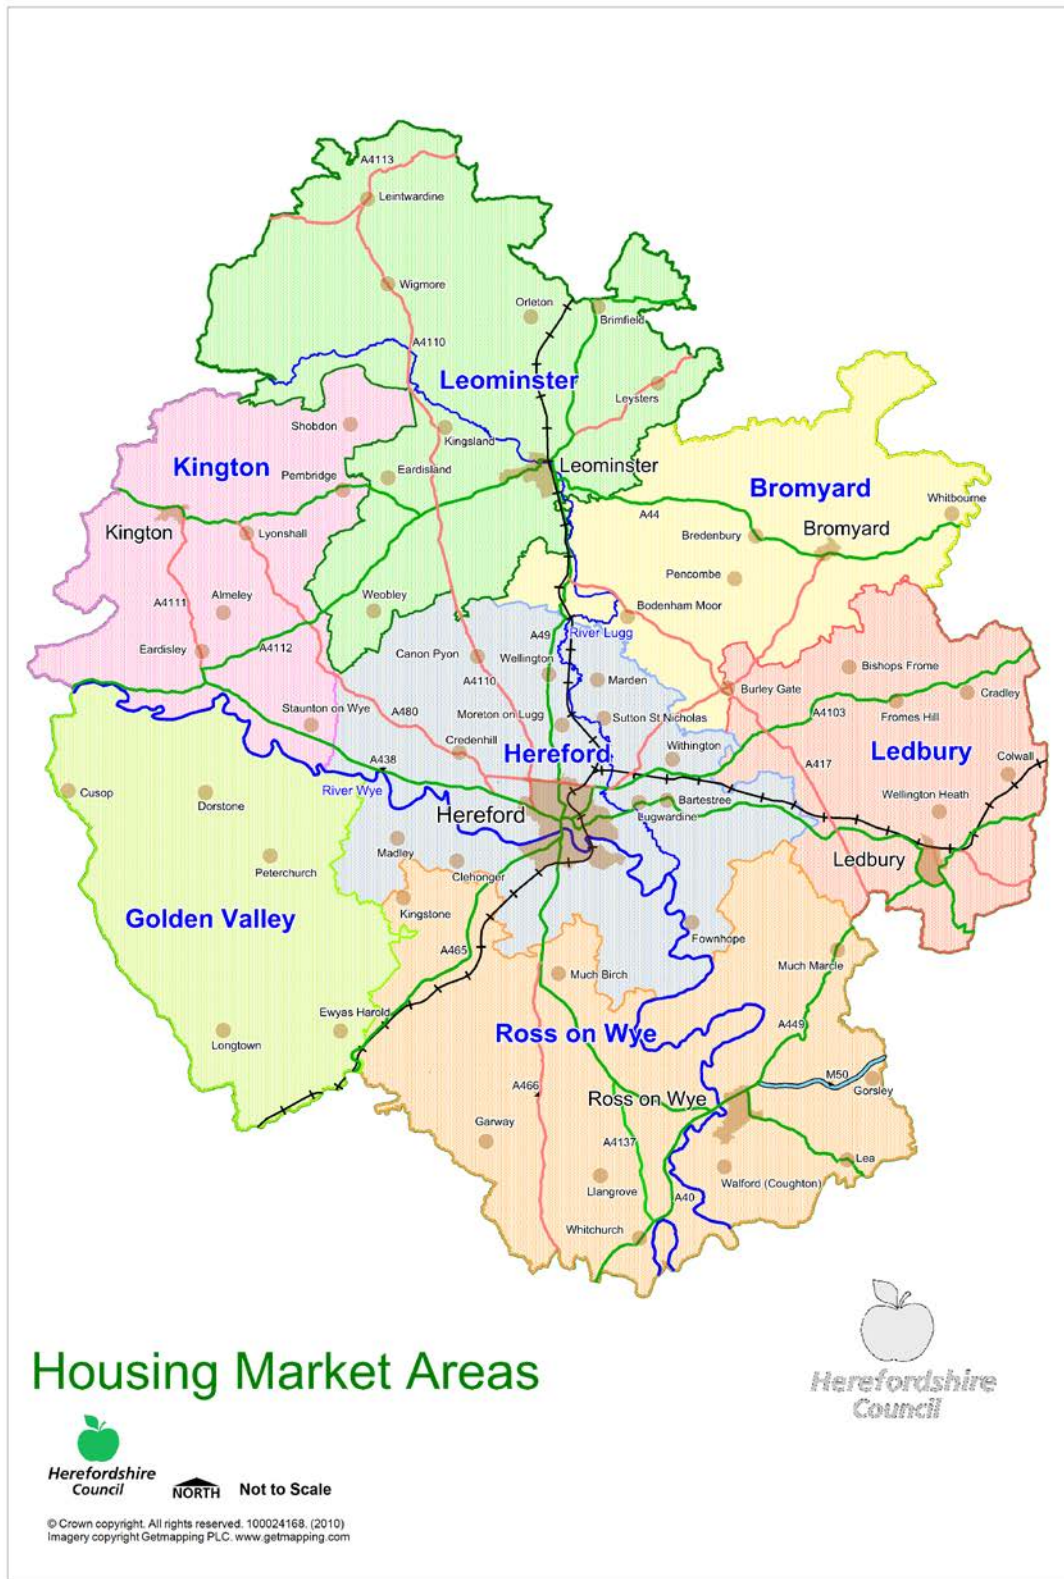 A4113
Leintwardine
Wigmore
Orleton
Brimfield
A4110
Leominster
Leysters
Shobdon
Kingsland
Kington
Pembridge
Eardisland
Leominster
Bromyard
Whitbourne
Kington
Lyonshall
A44
Bredenbury
Bromyard
Pencombe
Almeley
A4111
Weobley
Bodenham Moor
A49
River Lugg
Eardisley
A4112
Canon Pyon
Wellington
Marden
Bishops Frome
A4110
Burley Gate
Cradley
Staunton on Wye
A480
Moreton on Lugg
Sutton St Nicholas
A4103
Fromes Hill
Credenhill
Hereford
Withington
Ledbury
A438
A417
Colwall
Cusop
Dorstone
River Wye
Hereford
Bartestree
Lugwardine
Wellington Heath
Madley
Ledbury
Peterchurch
Clehonger
Golden Valley
Kingstone
A465
Fownhope
Much Birch
Much Marcle
Ewyas Harold
Longtown
Ross on Wye
A449
M50
Gorsley
A466
Ross on Wye
Garway
A4137
Lea
Llangrove
A40
Walford (Coughton)
Whitchurch
Housing Market Areas
Herefordshire
Council
Herefordshire
Council
NORTH
Not to Scale
© Crown copyright. All rights reserved. 100024168. (2010)
Imagery copyright Getmapping PLC. www.getmapping.com